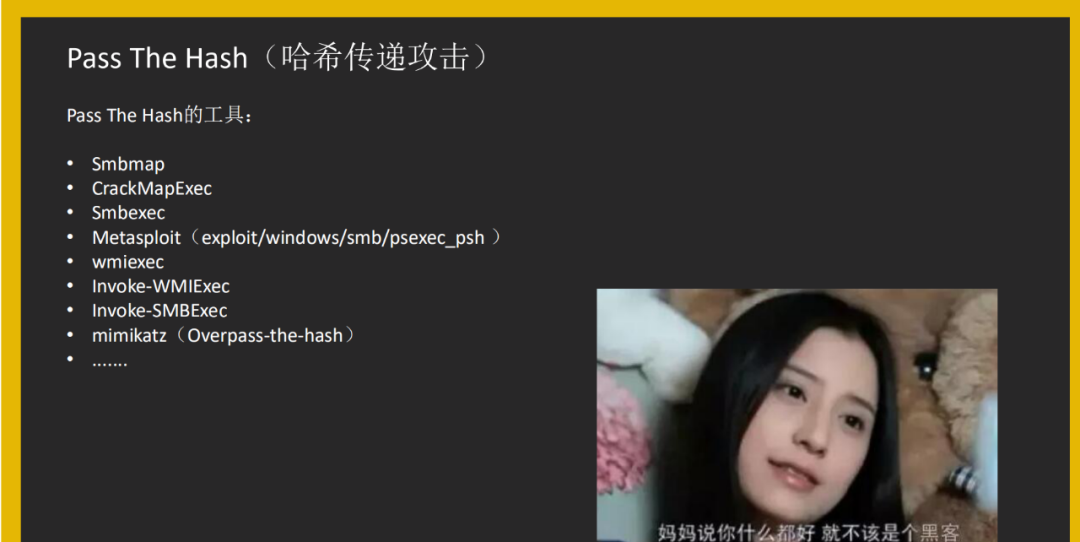 Pass The Hash（哈希传递攻击）
Pass The Hash的工具：
• Smbmap
• CrackMapExec
• Smbexec
• Metasploit（exploit/windows/smb/psexec_psh ）
• wmiexec
• Invoke-WMIExec
• Invoke-SMBExec
• mimikatz（Overpass-the-hash）
• .......
妈妈说你什么都好 就不该是个黑客